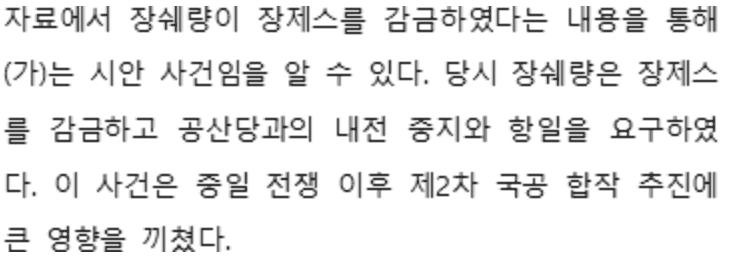 자료에서 장쉐량이 장제스를 감금하였다는 내용을 통해
(가)는 시안 사건임을 알 수 있다. 당시 장쉐량은 장제스
를 감금하고 공산당과의 내전 중지와 항일을 요구하였
다. 이 사건은 중일 전쟁 이후 제2차 국공 합작 추진에
큰 영향을 끼쳤다.